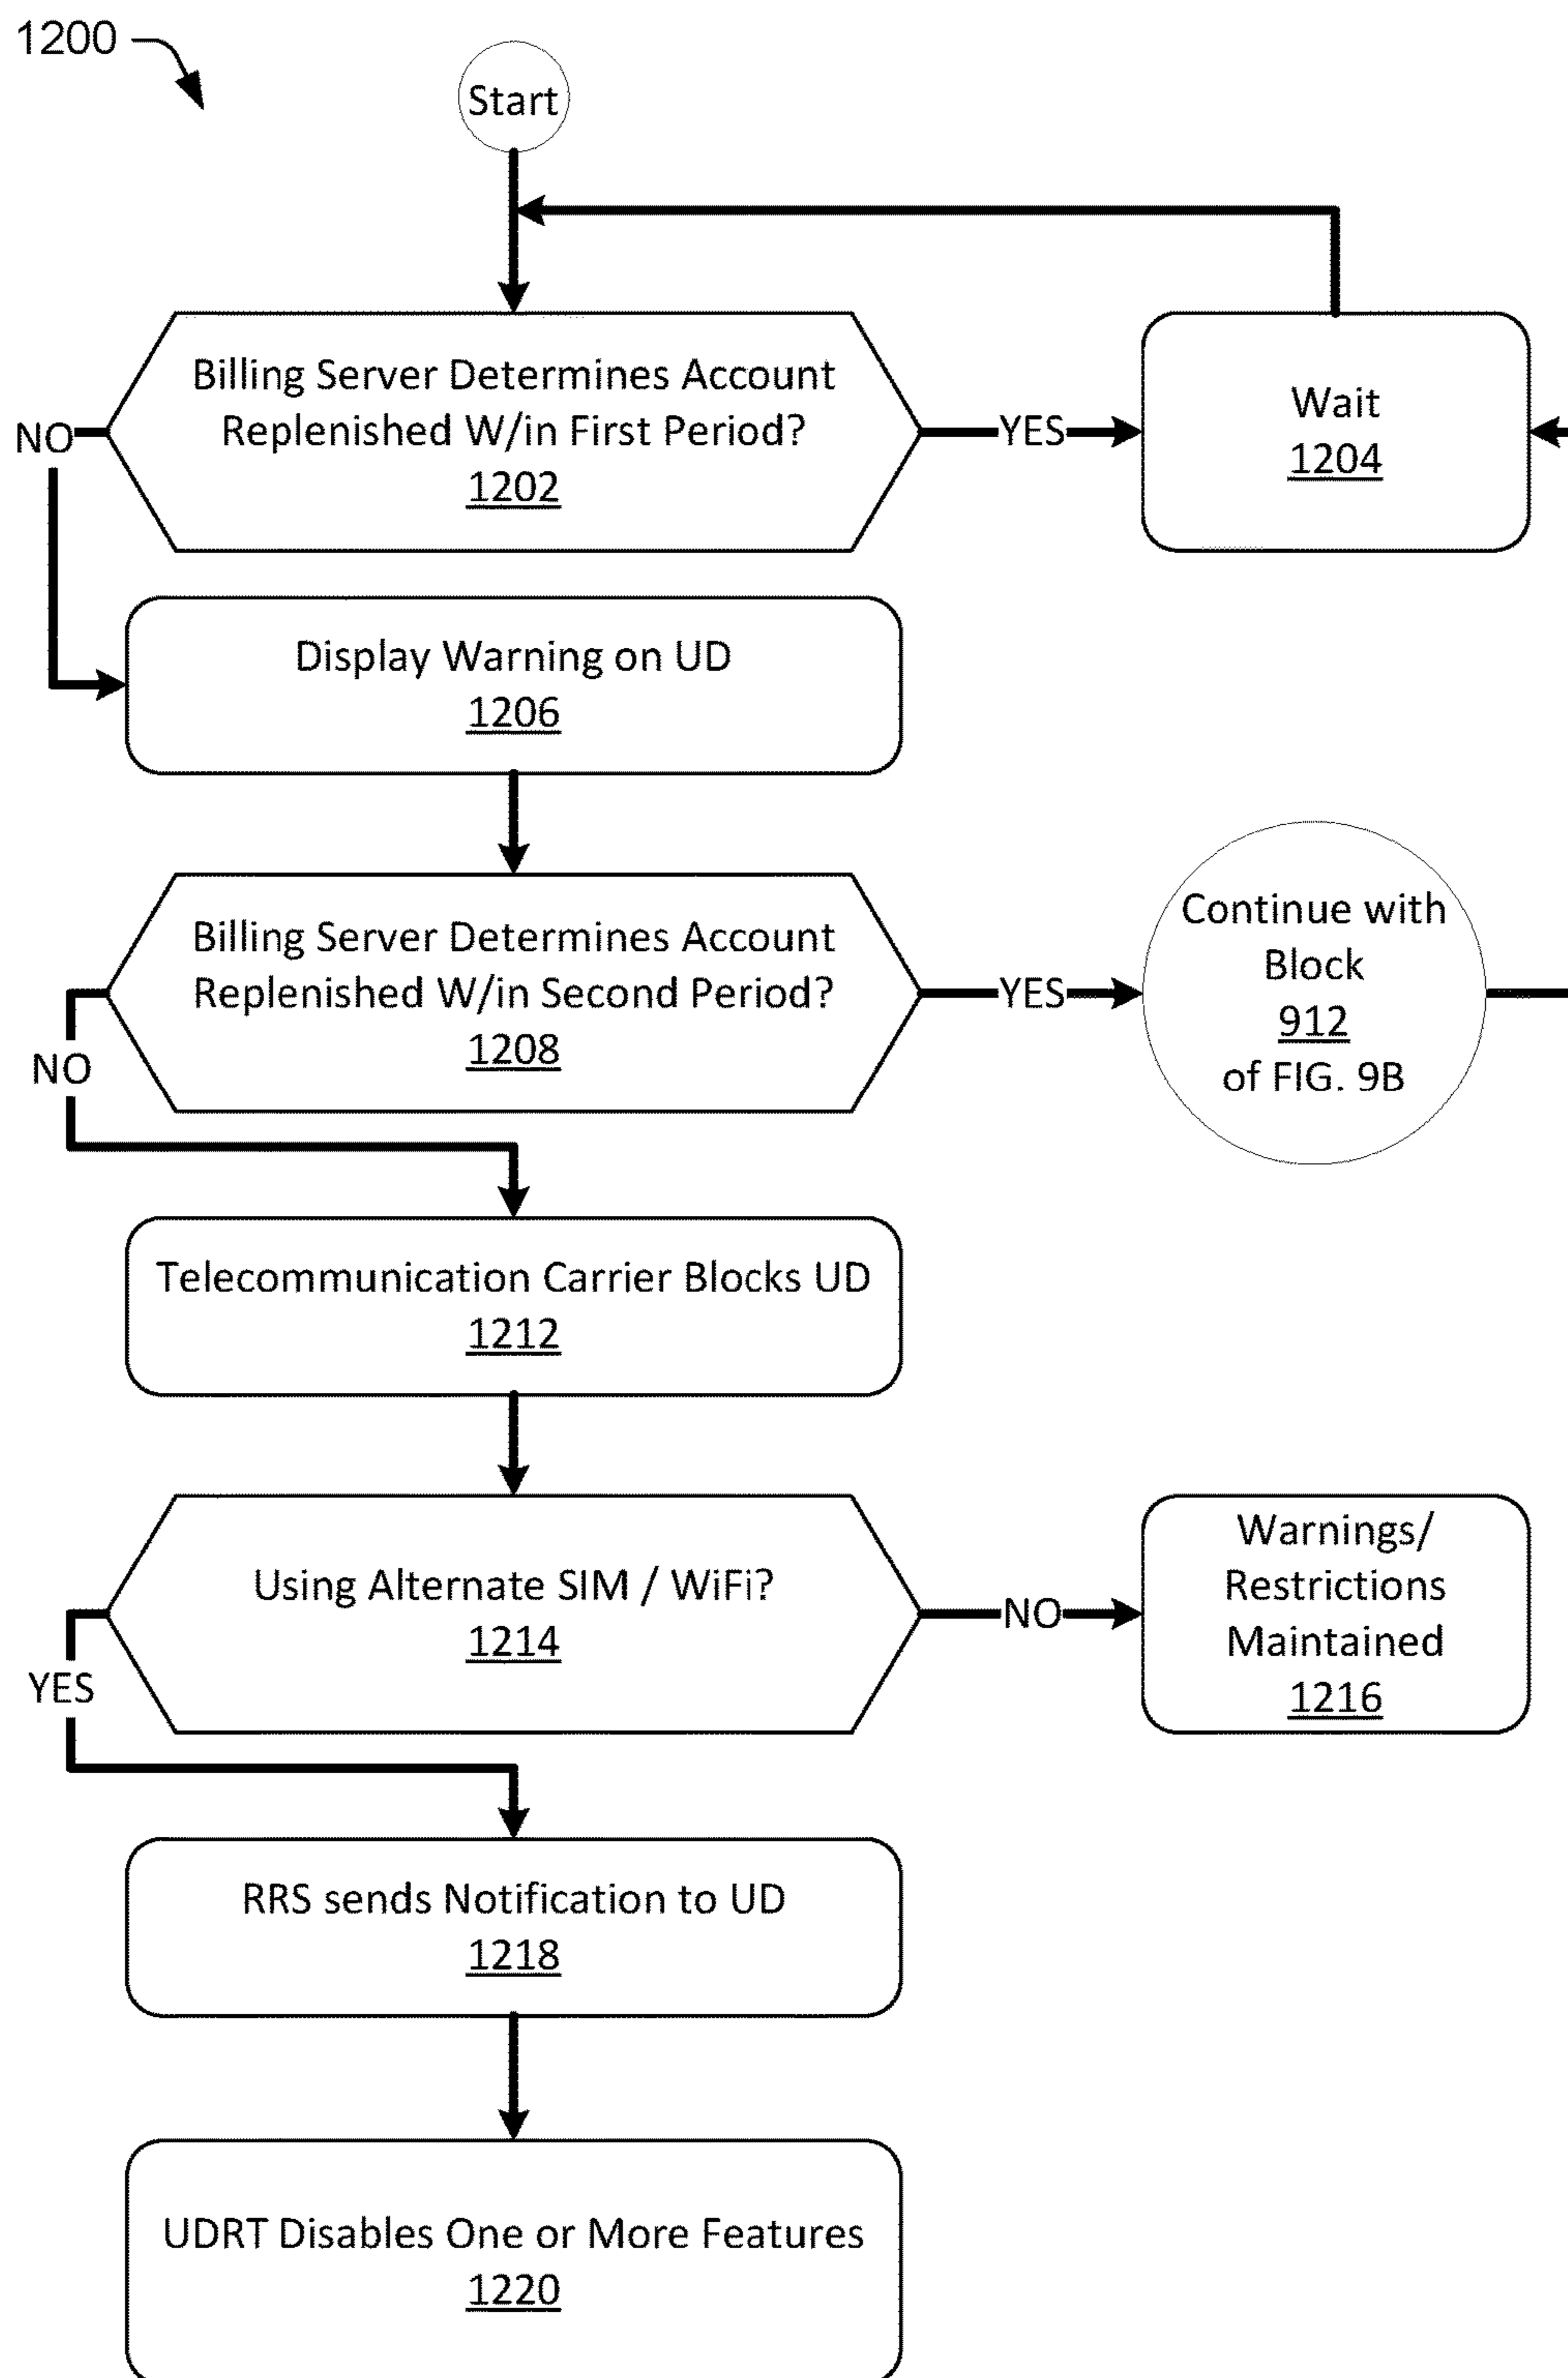 1200
Start
Billing Server Determines Account
Replenished W/in First Period?
1202
NO
YES
Wait
1204
Display Warning on UD
1206
Billing Server Determines Account
Replenished W/in Second Period?
1208
NO
YES
Continue with
Block
912
of FIG. 9B
Telecommunication Carrier Blocks UD
1212
Using Alternate SIM / WiFi?
1214
YES
NO
Warnings/
Restrictions
Maintained
1216
RRS sends Notification to UD
1218
UDRT Disables One or More Features
1220